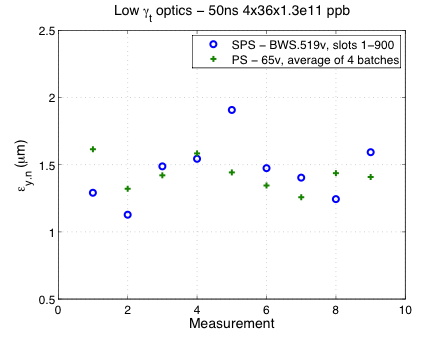 Low γt optics − 50ns 4x36x1.3e11 ppb
SPS − BWS.519v, slots 1−900
PS − 65v, average of 4 batches
εy,n (μm)
2.5
2
1.5
1
0.5
0 2 4 6 8 10
Measurement